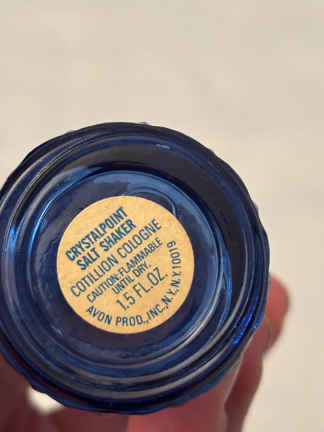 CRYSTALPOINT
SALT SHAKER
COTILLION COLOGNE
CAUTION:FLAMMABLE
UNTIL DRY.
1.5 FL.OZ.
AVON PROD.,INC.,N.Y.,N.Y.10019